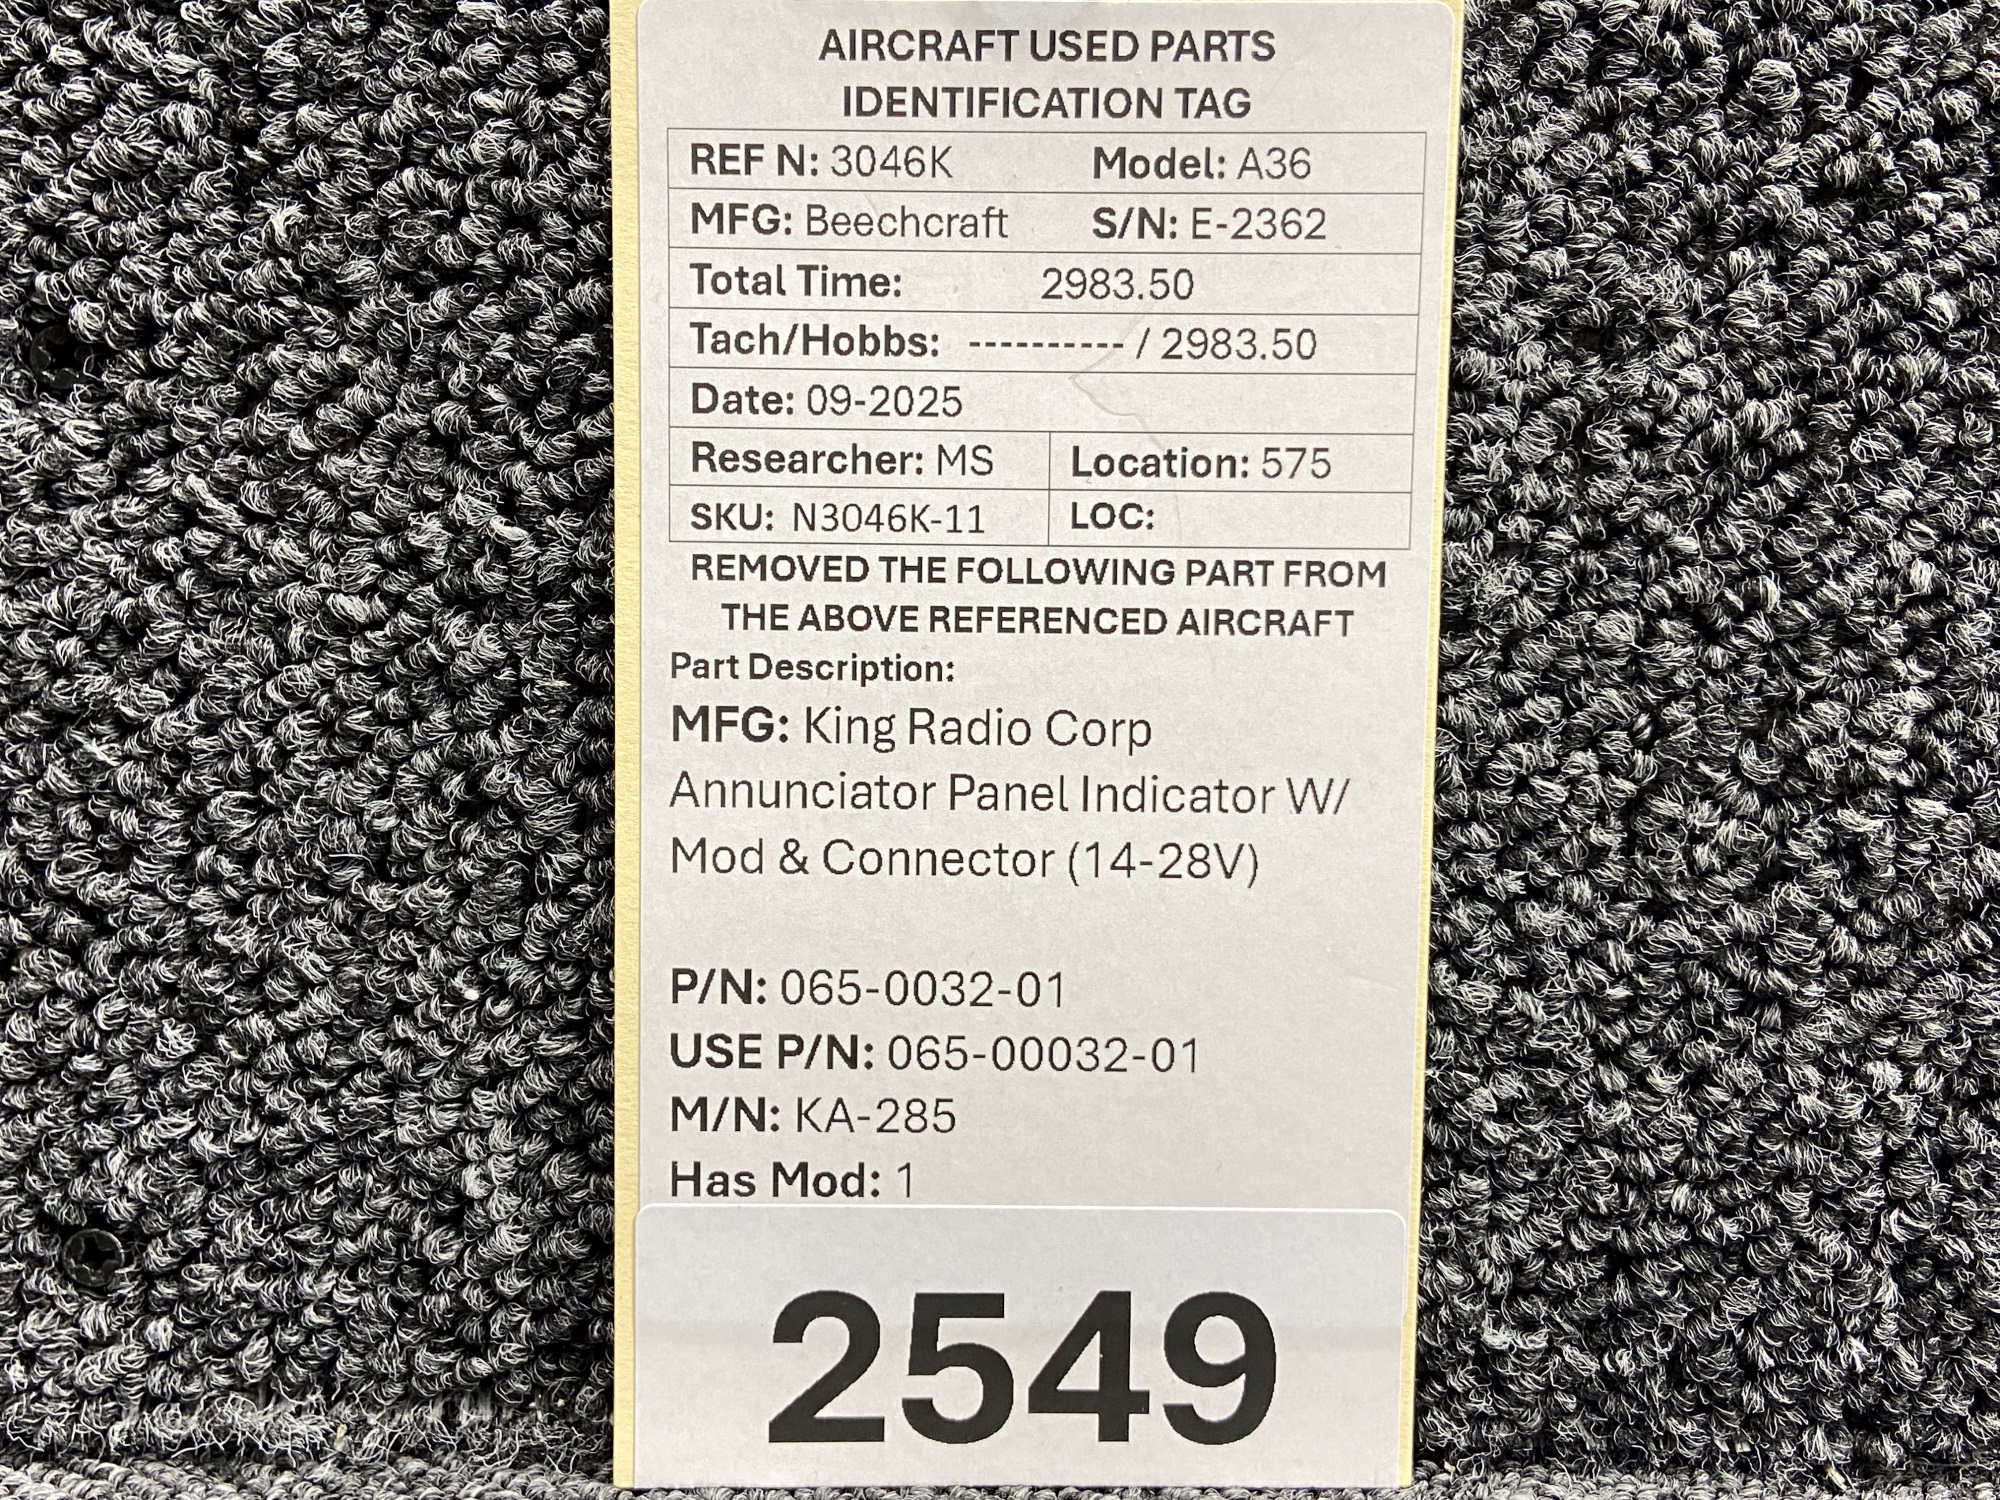 AIRCRAFT USED PARTS
IDENTIFICATION TAG
REF N: 3046K Model: A36
MFG: Beechcraft S/N: E-2362
Total Time: 2983.50
Tach/Hobbs: ---------- / 2983.50
Date: 09-2025
Researcher: MS Location: 575
SKU: N3046K-11 LOC:
REMOVED THE FOLLOWING PART FROM
THE ABOVE REFERENCED AIRCRAFT
Part Description:
MFG: King Radio Corp
Annunciator Panel Indicator W/
Mod & Connector (14-28V)
P/N: 065-0032-01
USE P/N: 065-00032-01
M/N: KA-285
Has Mod: 1
2549